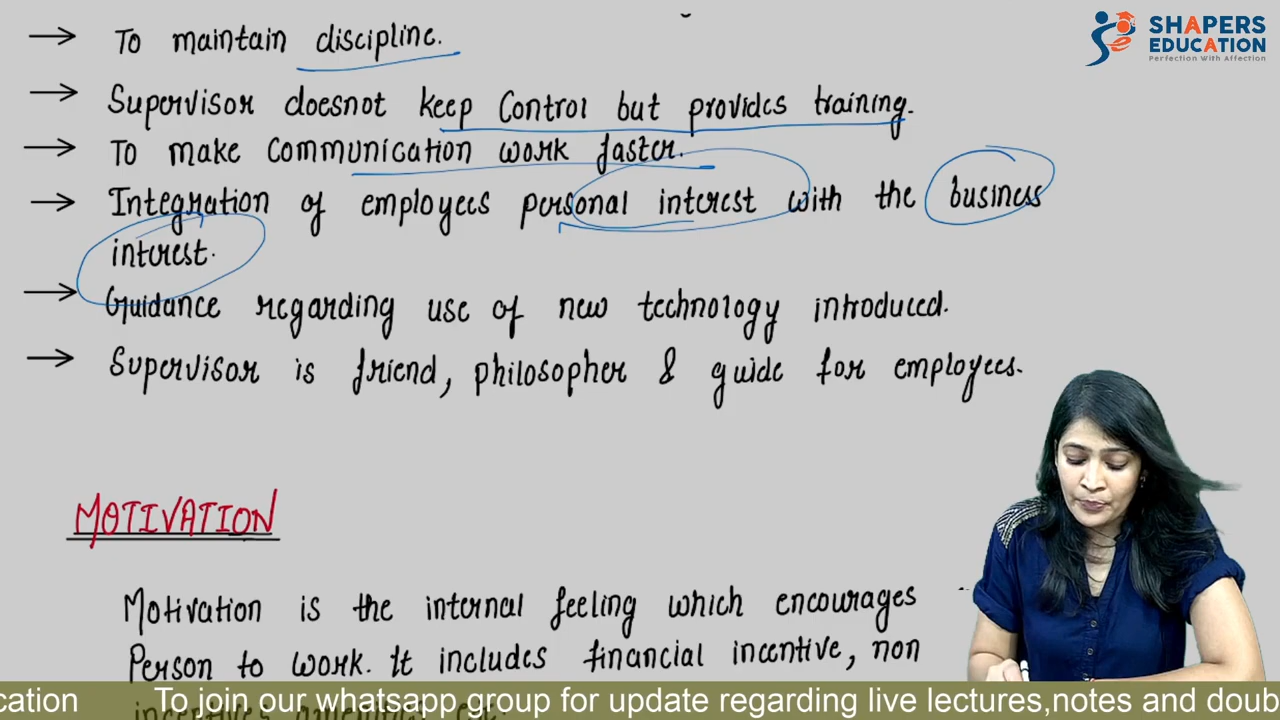 SHAPERS
EDUCATION
Perfection With Affection
→ To maintain discipline.
→ Supervisor doesnot keep Control but provides training.
→ To make Communication work faster.
→ Integration of employees personal interest with the business
interest.
→ Guidance regarding use of new technology introduced.
→ Supervisor is friend, philosopher & guide for employees.
MOTIVATION
Motivation is the internal feeling which encourages
Person to work. It includes financial incentive, non
cation To join our whatsapp group for update regarding live lectures,notes and doub